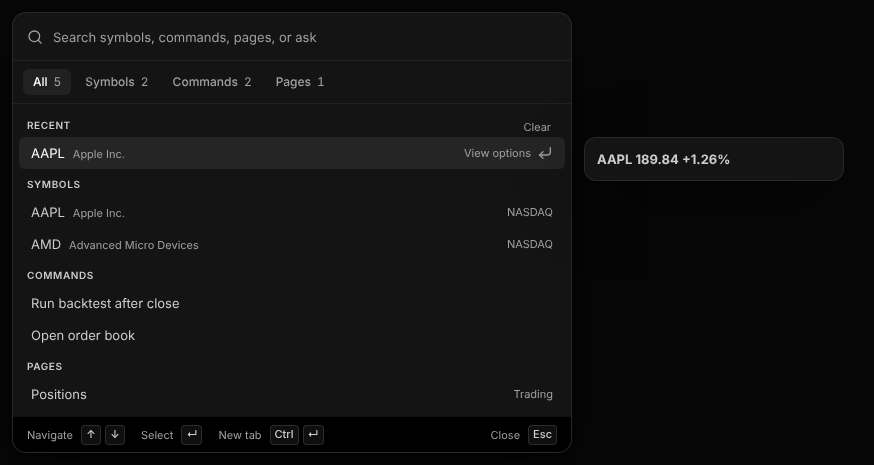 Search symbols, commands, pages, or ask
All 5 Symbols 2 Commands 2 Pages 1
RECENT Clear
AAPL Apple Inc. View options
SYMBOLS
AAPL Apple Inc. NASDAQ
AMD Advanced Micro Devices NASDAQ
COMMANDS
Run backtest after close
Open order book
PAGES
Positions Trading
Navigate ↑ ↓ Select ↵ New tab Ctrl ↵ Close Esc
AAPL 189.84 +1.26%